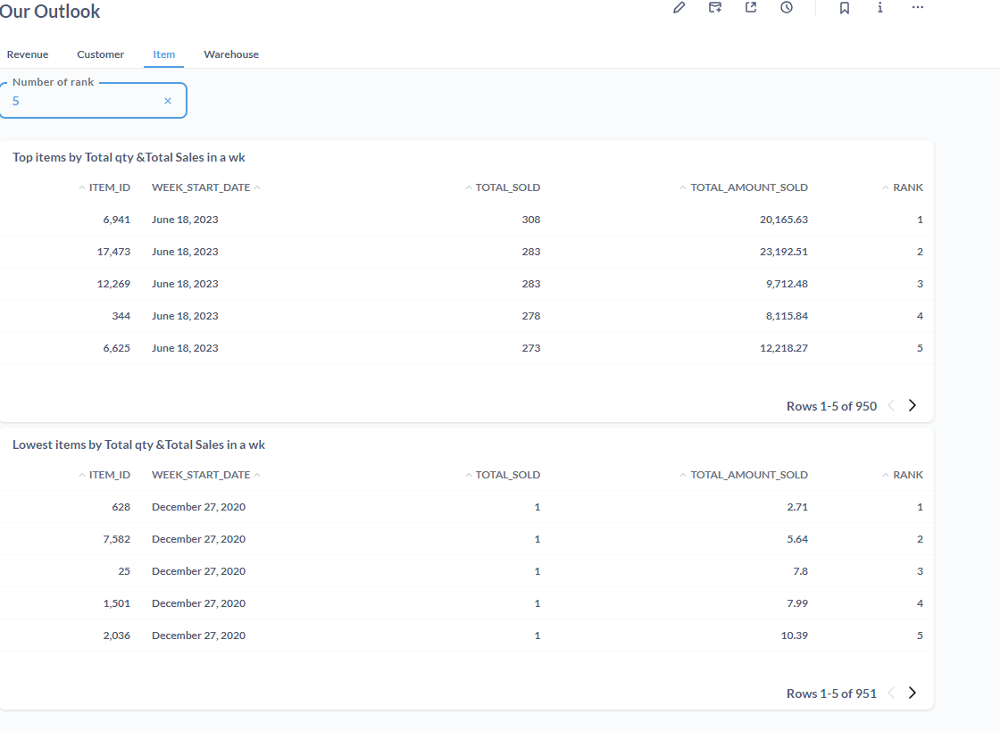 Our Outlook
Revenue Customer Item Warehouse
Number of rank
5
Top items by Total qty &Total Sales in a wk
ITEM_ID WEEK_START_DATE TOTAL_SOLD TOTAL_AMOUNT_SOLD RANK
6,941 June 18, 2023 308 20,165.63 1
17,473 June 18, 2023 283 23,192.51 2
12,269 June 18, 2023 283 9,712.48 3
344 June 18, 2023 278 8,115.84 4
6,625 June 18, 2023 273 12,218.27 5
Rows 1-5 of 950
Lowest items by Total qty &Total Sales in a wk
ITEM_ID WEEK_START_DATE TOTAL_SOLD TOTAL_AMOUNT_SOLD RANK
628 December 27, 2020 1 2.71 1
7,582 December 27, 2020 1 5.64 2
25 December 27, 2020 1 7.8 3
1,501 December 27, 2020 1 7.99 4
2,036 December 27, 2020 1 10.39 5
Rows 1-5 of 951